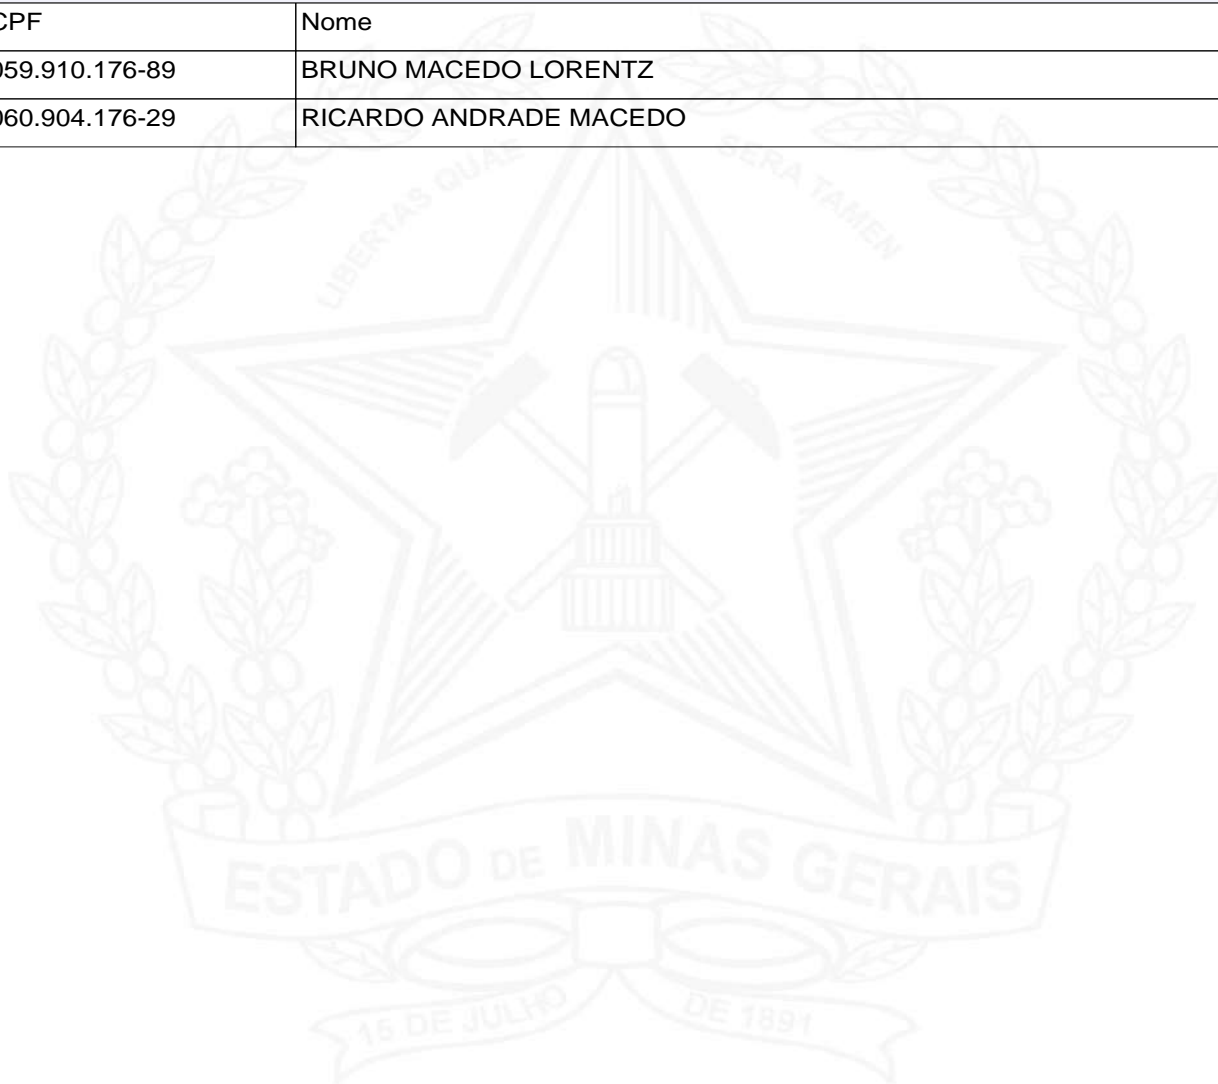 CPF Nome
059.910.176-89 BRUNO MACEDO LORENTZ
060.904.176-29 RICARDO ANDRADE MACEDO
LIBERTAS QUAE SERA TAMEN
ESTADO DE MINAS GERAIS
15 DE JULHO DE 1891